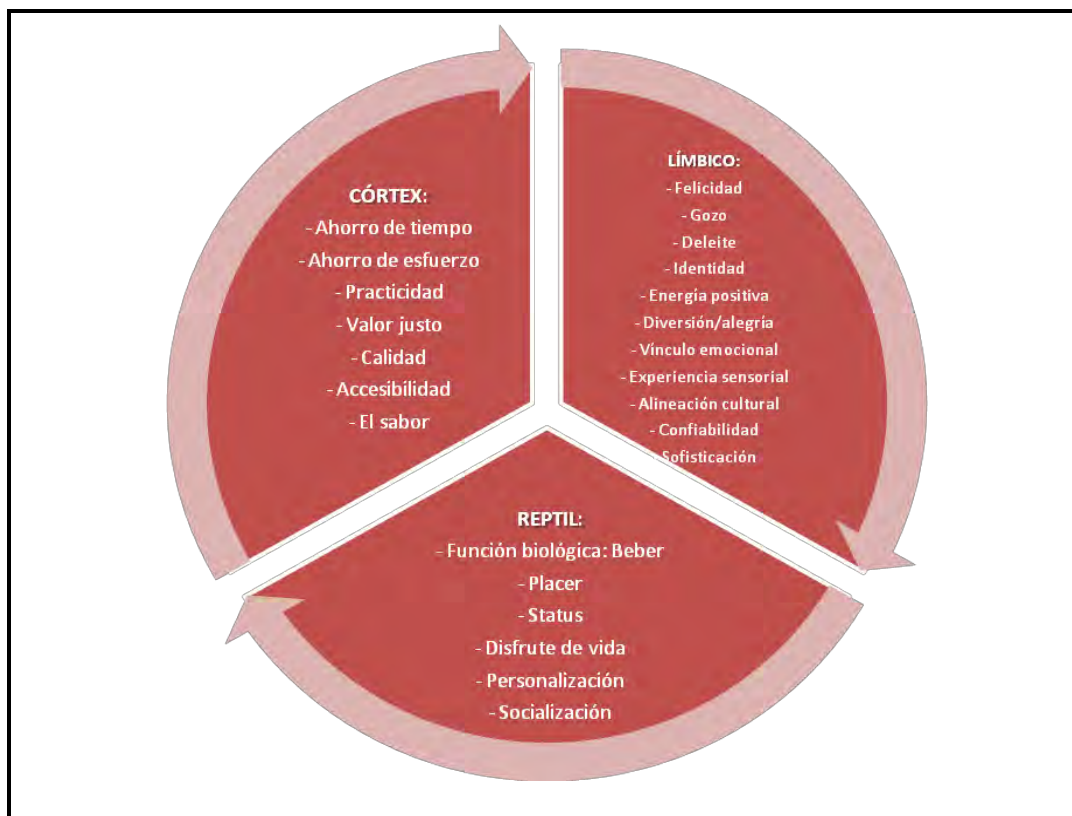 CÓRTEX:
- Ahorro de tiempo
- Ahorro de esfuerzo
- Practicidad
- Valor justo
- Calidad
- Accesibilidad
- El sabor
LÍMBICO:
- Felicidad
- Gozo
- Deleite
- Identidad
- Energía positiva
- Diversión/alegría
- Vínculo emocional
- Experiencia sensorial
- Alineación cultural
- Confiabilidad
- Sofisticación
REPTIL:
- Función biológica: Beber
- Placer
- Status
- Disfrute de vida
- Personalización
- Socialización